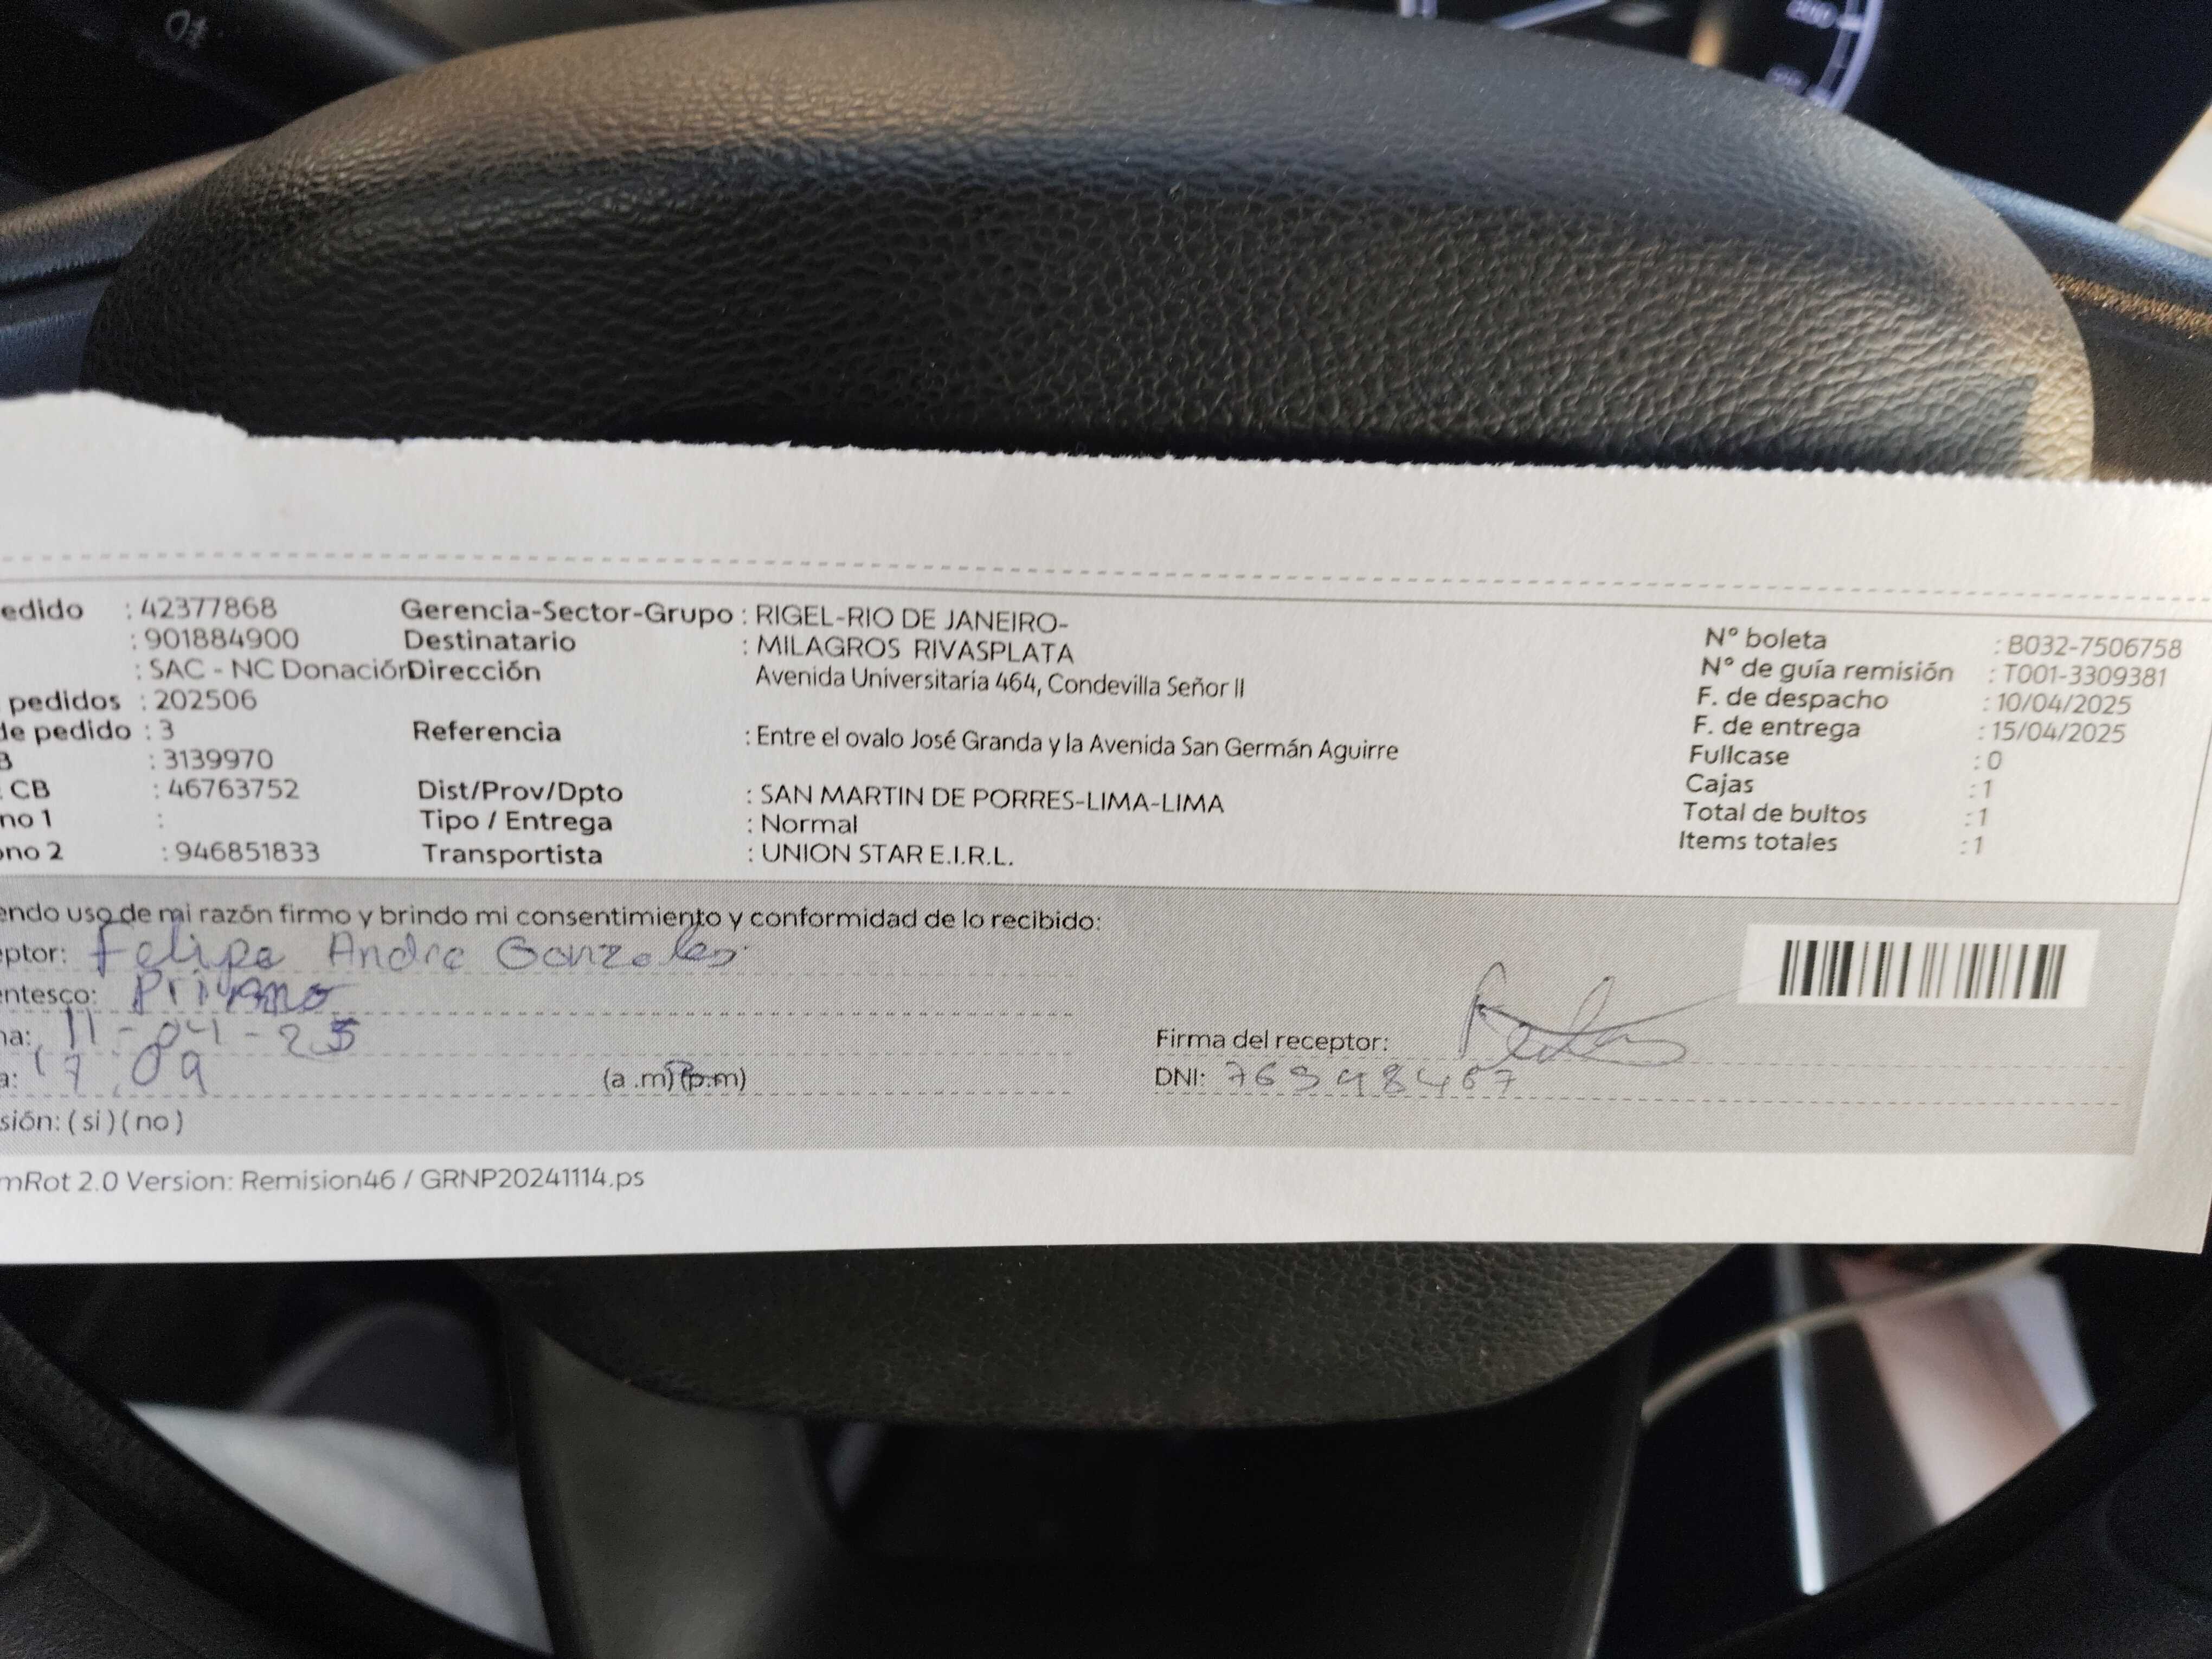 edido : 42377868 Gerencia-Sector-Grupo : RIGEL-RIO DE JANEIRO- Nº boleta : B032-7506758
: 901884900 Destinatario : MILAGROS RIVASPLATA Nº de guía remisión : T001-3309381
: SAC - NC Donación Dirección Avenida Universitaria 464, Condevilla Señor II F. de despacho : 10/04/2025
pedidos : 202506 F. de entrega : 15/04/2025
de pedido : 3 Referencia : Entre el ovalo José Granda y la Avenida San Germán Aguirre Fullcase : 0
B : 3139970 Cajas : 1
CB : 46763752 Dist/Prov/Dpto : SAN MARTIN DE PORRES-LIMA-LIMA Total de bultos : 1
no 1 : Tipo / Entrega : Normal Items totales : 1
ono 2 : 946851833 Transportista : UNION STAR E.I.R.L.
endo uso de mi razón firmo y brindo mi consentimiento y conformidad de lo recibido:
eptor: Felipe Andre Gonzales
entesco: Primo
na: 11-04-25 Firma del receptor:
a: 17:09 (a .m) (p.m) DNI:
sión: ( si ) ( no )
mRot 2.0 Version: Remision46 / GRNP20241114.ps